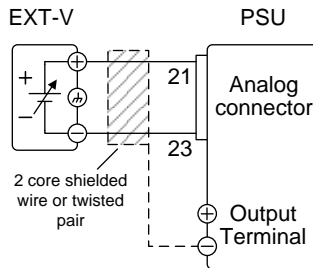 EXT-V
PSU
+
−
+
−
21
23
Analog
connector
2 core shielded
wire or twisted
pair
+
−
Output
Terminal